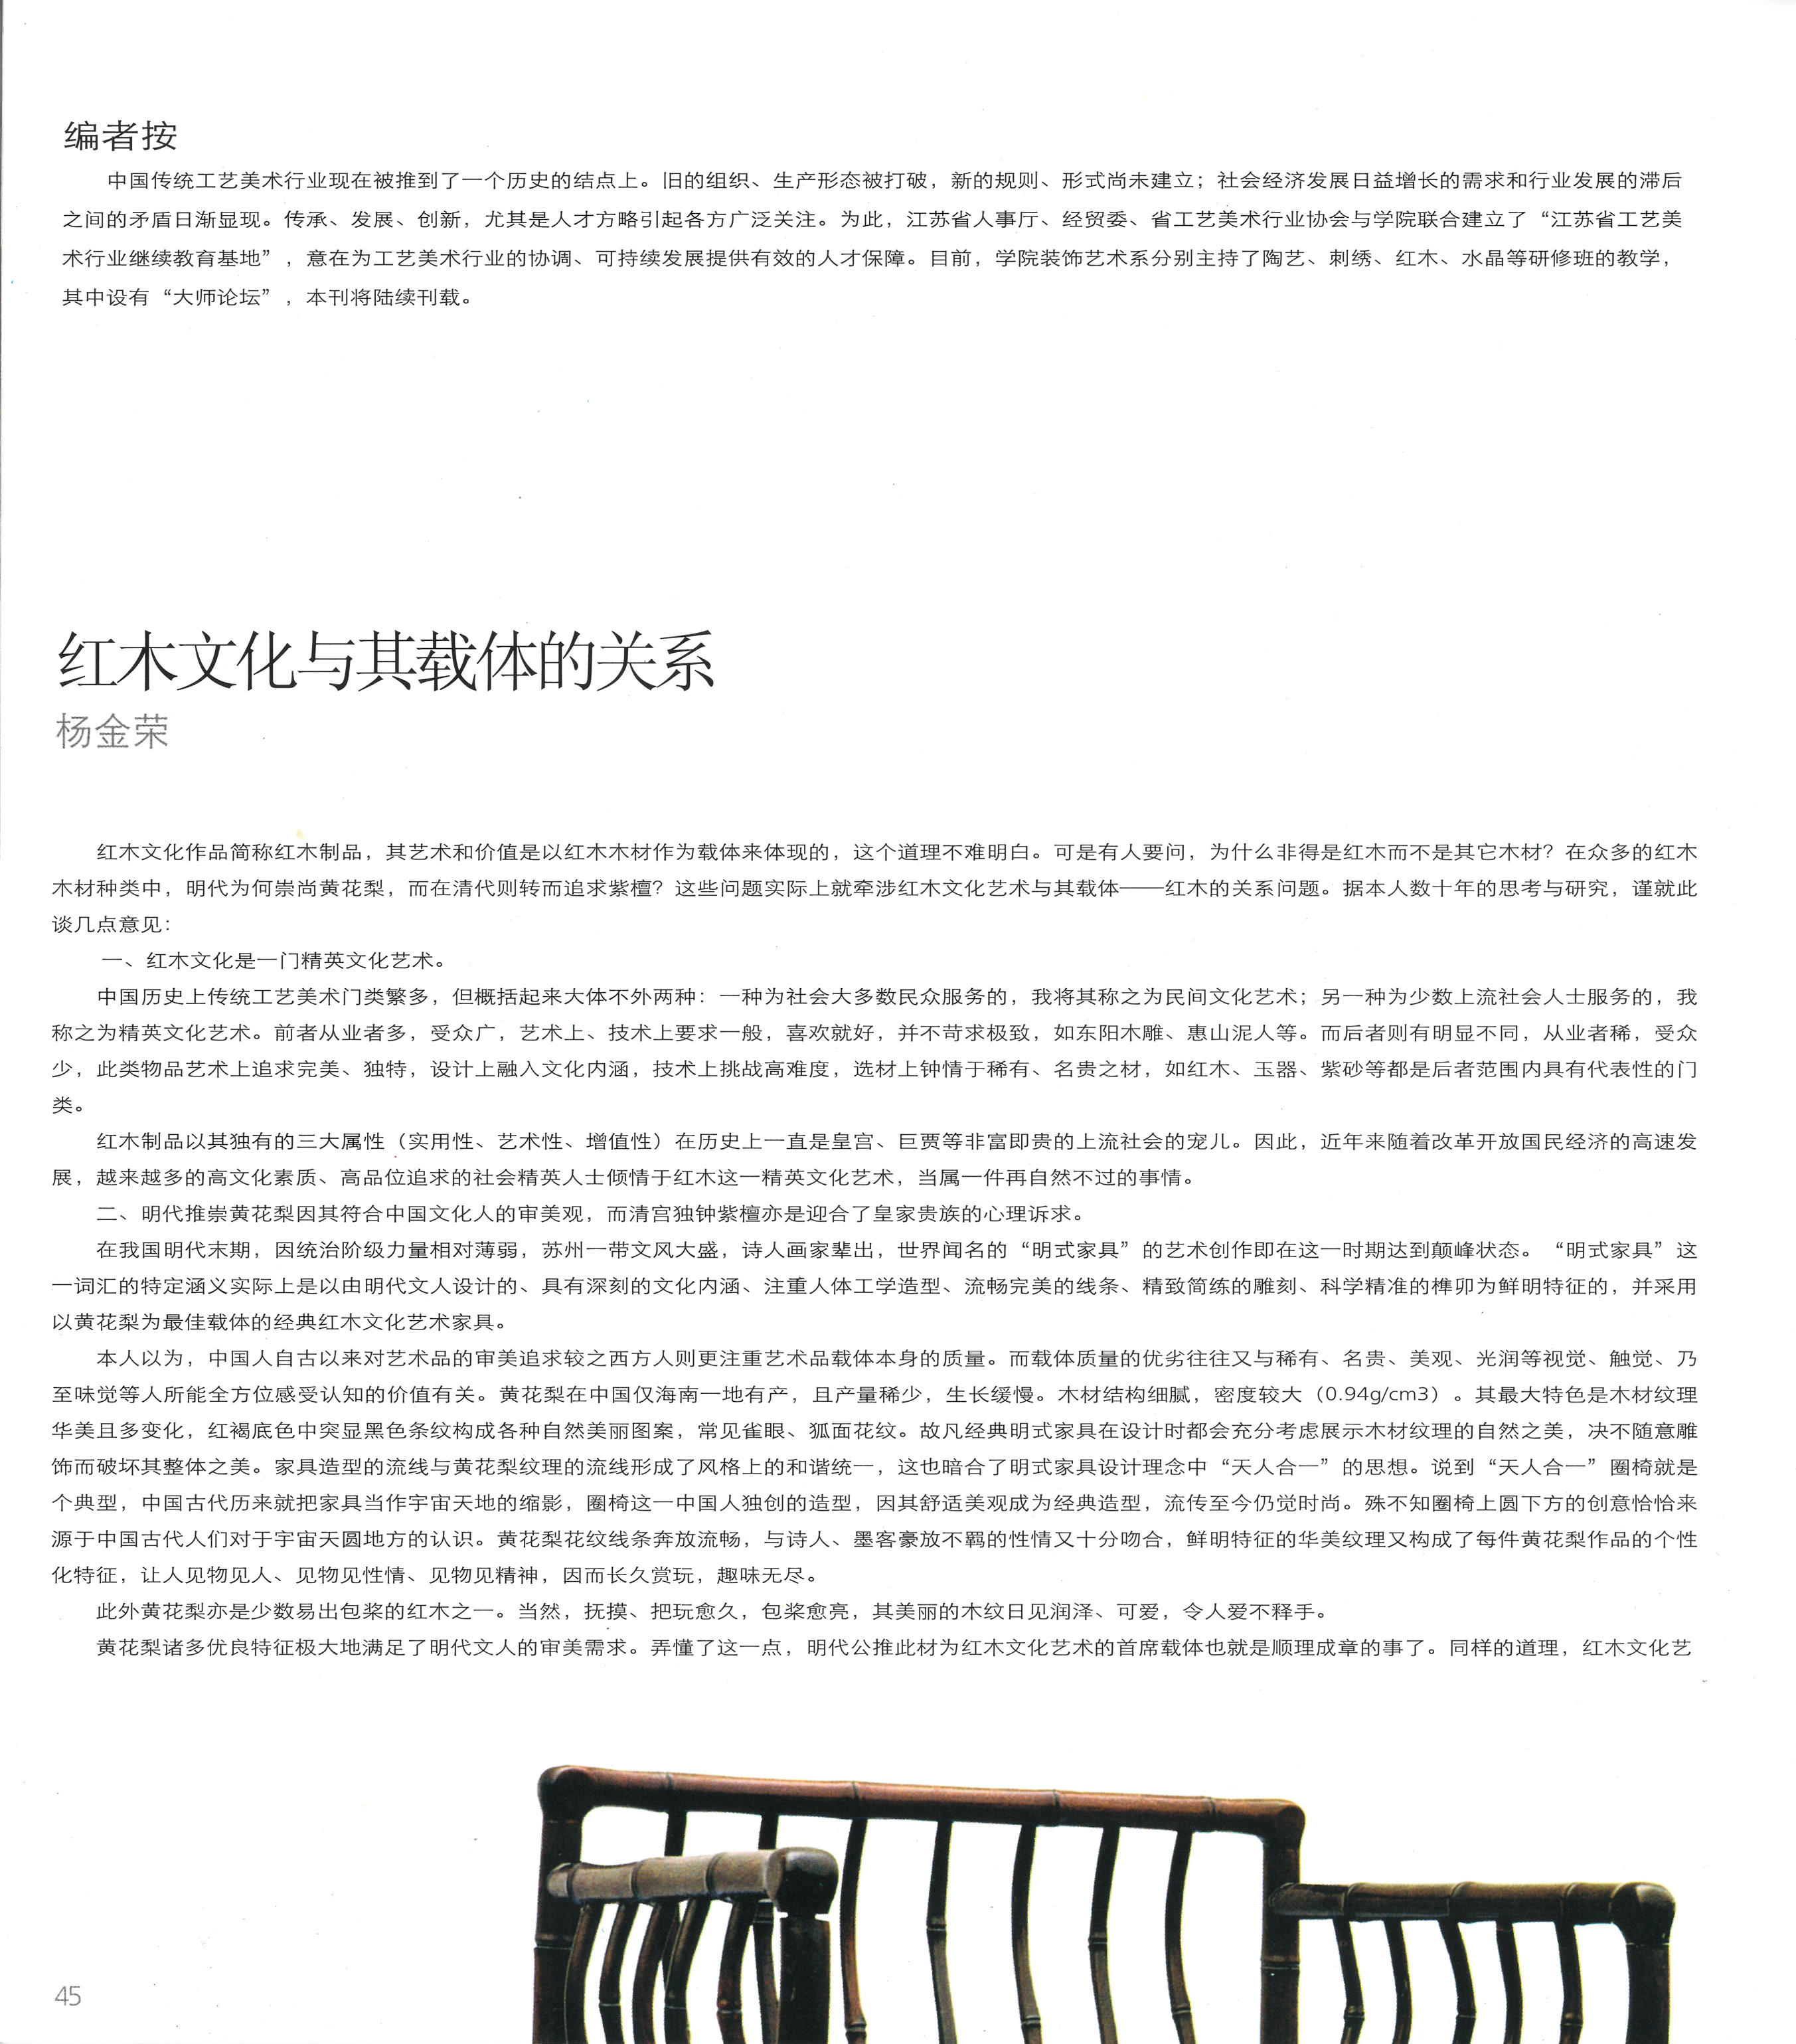 编者按
中国传统工艺美术行业现在被推到了一个历史的结点上。旧的组织、生产形态被打破，新的规则、形式尚未建立；社会经济发展日益增长的需求和行业发展的滞后
之间的矛盾日渐显现。传承、发展、创新，尤其是人才方略引起各方广泛关注。为此，江苏省人事厅、经贸委、省工艺美术行业协会与学院联合建立了“江苏省工艺美
术行业继续教育基地”，意在为工艺美术行业的协调、可持续发展提供有效的人才保障。目前，学院装饰艺术系分别主持了陶艺、刺绣、红木、水晶等研修班的教学，
其中设有“大师论坛”，本刊将陆续刊载。
红木文化与其载体的关系
杨金荣
红木文化作品简称红木制品，其艺术和价值是以红木木材作为载体来体现的，这个道理不难明白。可是有人要问，为什么非得是红木而不是其它木材？在众多的红木
木材种类中，明代为何崇尚黄花梨，而在清代则转而追求紫檀？这些问题实际上就牵涉红木文化艺术与其载体——红木的关系问题。据本人数十年的思考与研究，谨就此
谈几点意见：
一、红木文化是一门精英文化艺术。
中国历史上传统工艺美术门类繁多，但概括起来大体不外两种：一种为社会大多数民众服务的，我将其称之为民间文化艺术；另一种为少数上流社会人士服务的，我
称之为精英文化艺术。前者从业者多，受众广，艺术上、技术上要求一般，喜欢就好，并不苛求极致，如东阳木雕、惠山泥人等。而后者则有明显不同，从业者稀，受众
少，此类物品艺术上追求完美、独特，设计上融入文化内涵，技术上挑战高难度，选材上钟情于稀有、名贵之材，如红木、玉器、紫砂等都是后者范围内具有代表性的门
类。
红木制品以其独有的三大属性（实用性、艺术性、增值性）在历史上一直是皇宫、巨贾等非富即贵的上流社会的宠儿。因此，近年来随着改革开放国民经济的高速发
展，越来越多的高文化素质、高品位追求的社会精英人士倾情于红木这一精英文化艺术，当属一件再自然不过的事情。
二、明代推崇黄花梨因其符合中国文化人的审美观，而清宫独钟紫檀亦是迎合了皇家贵族的心理诉求。
在我国明代末期，因统治阶级力量相对薄弱，苏州一带文风大盛，诗人画家辈出，世界闻名的“明式家具”的艺术创作即在这一时期达到颠峰状态。“明式家具”这
一词汇的特定涵义实际上是以由明代文人设计的、具有深刻的文化内涵、注重人体工学造型、流畅完美的线条、精致简练的雕刻、科学精准的榫卯为鲜明特征的，并采用
以黄花梨为最佳载体的经典红木文化艺术家具。
本人以为，中国人自古以来对艺术品的审美追求较之西方人则更注重艺术品载体本身的质量。而载体质量的优劣往往又与稀有、名贵、美观、光润等视觉、触觉、乃
至味觉等人所能全方位感受认知的价值有关。黄花梨在中国仅海南一地有产，且产量稀少，生长缓慢。木材结构细腻，密度较大（0.94g/cm3）。其最大特色是木材纹理
华美且多变化，红褐底色中突显黑色条纹构成各种自然美丽图案，常见雀眼、狐面花纹。故凡经典明式家具在设计时都会充分考虑展示木材纹理的自然之美，决不随意雕
饰而破坏其整体之美。家具造型的流线与黄花梨纹理的流线形成了风格上的和谐统一，这也暗合了明式家具设计理念中“天人合一”的思想。说到“天人合一”圈椅就是
个典型，中国古代历来就把家具当作宇宙天地的缩影，圈椅这一中国人独创的造型，因其舒适美观成为经典造型，流传至今仍觉时尚。殊不知圈椅上圆下方的创意恰恰来
源于中国古代人们对于宇宙天圆地方的认识。黄花梨花纹线条奔放流畅，与诗人、墨客豪放不羁的性情又十分吻合，鲜明特征的华美纹理又构成了每件黄花梨作品的个性
化特征，让人见物见人、见物见性情、见物见精神，因而长久赏玩，趣味无尽。
此外黄花梨亦是少数易出包桨的红木之一。当然，抚摸、把玩愈久，包桨愈亮，其美丽的木纹日见润泽、可爱，令人爱不释手。
黄花梨诸多优良特征极大地满足了明代文人的审美需求。弄懂了这一点，明代公推此材为红木文化艺术的首席载体也就是顺理成章的事了。同样的道理，红木文化艺
45